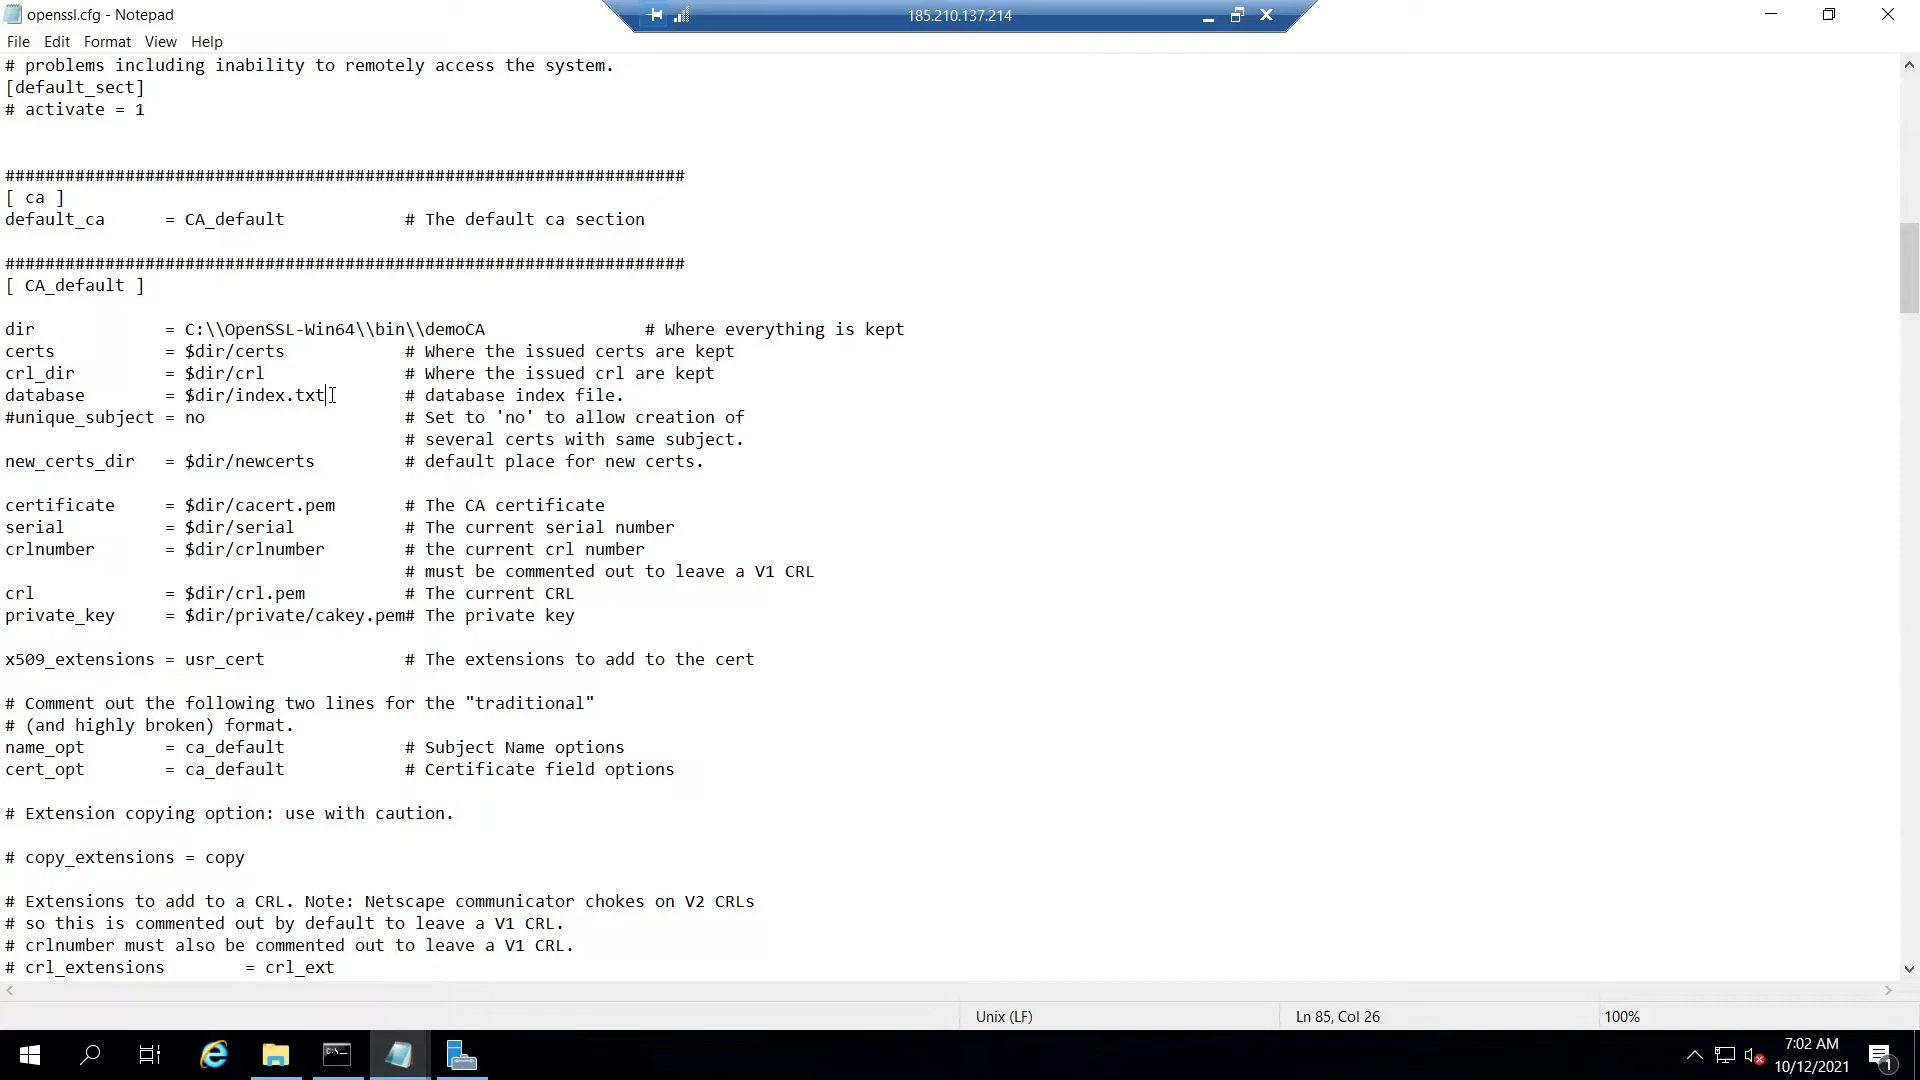 openssl.cfg - Notepad
185.210.137.214
File Edit Format View Help
# problems including inability to remotely access the system.
[default_sect]
# activate = 1
####################################################################
[ ca ]
default_ca      = CA_default            # The default ca section
####################################################################
[ CA_default ]
dir             = C:\\OpenSSL-Win64\\bin\\demoCA                # Where everything is kept
certs           = $dir/certs            # Where the issued certs are kept
crl_dir         = $dir/crl              # Where the issued crl are kept
database        = $dir/index.txt        # database index file.
#unique_subject = no                    # Set to 'no' to allow creation of
# several certs with same subject.
new_certs_dir   = $dir/newcerts         # default place for new certs.
certificate     = $dir/cacert.pem       # The CA certificate
serial          = $dir/serial           # The current serial number
crlnumber       = $dir/crlnumber        # the current crl number
# must be commented out to leave a V1 CRL
crl             = $dir/crl.pem          # The current CRL
private_key     = $dir/private/cakey.pem# The private key
x509_extensions = usr_cert              # The extensions to add to the cert
# Comment out the following two lines for the "traditional"
# (and highly broken) format.
name_opt        = ca_default            # Subject Name options
cert_opt        = ca_default            # Certificate field options
# Extension copying option: use with caution.
# copy_extensions = copy
# Extensions to add to a CRL. Note: Netscape communicator chokes on V2 CRLs
# so this is commented out by default to leave a V1 CRL.
# crlnumber must also be commented out to leave a V1 CRL.
# crl_extensions        = crl_ext
Unix (LF)
Ln 85, Col 26
100%
7:02 AM
10/12/2021
1